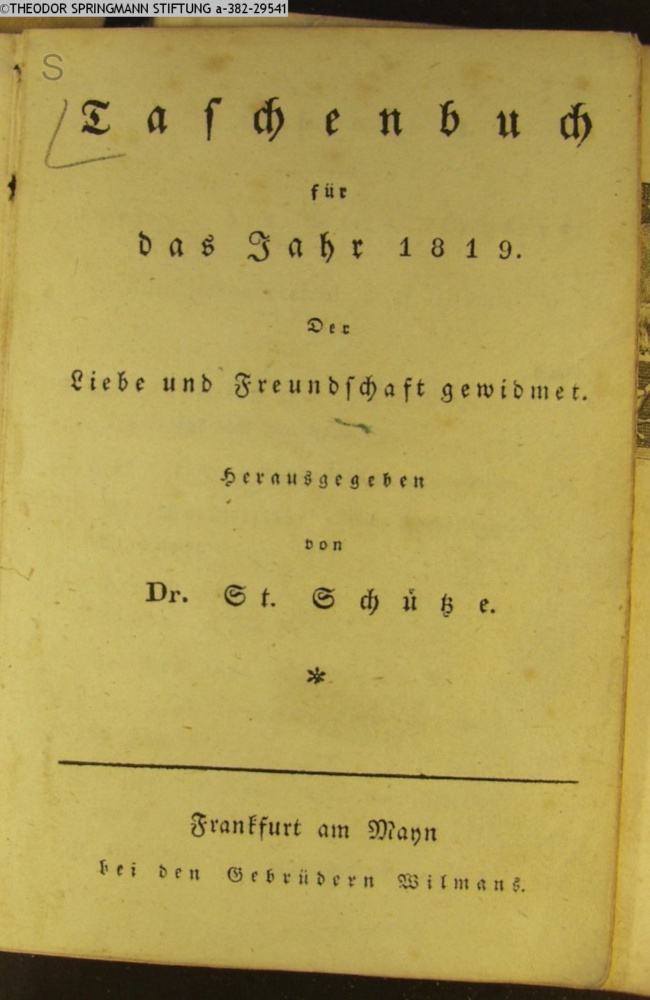 ©THEODOR SPRINGMANN STIFTUNG a-382-29541
S
Taſchenbuch
für
das Jahr 1819.
Der
Liebe und Freundſchaft gewidmet.
Herausgegeben
von
Dr. St. Schütze.
*
Frankfurt am Mayn
bei den Gebrüdern Wilmans.